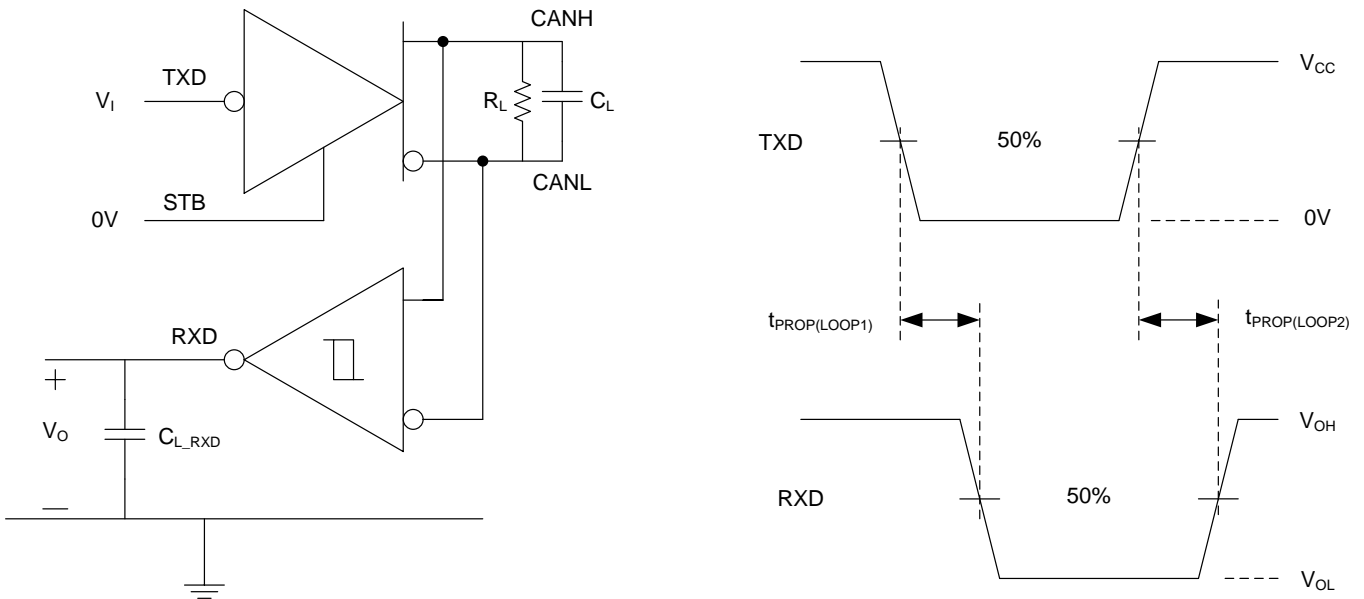 CANH
TXD
V_I
R_L
C_L
STB
0V
CANL
RXD
+
V_O
C_L_RXD
—
V_CC
TXD
50%
0V
t_PROP(LOOP1)
t_PROP(LOOP2)
V_OH
RXD
50%
V_OL